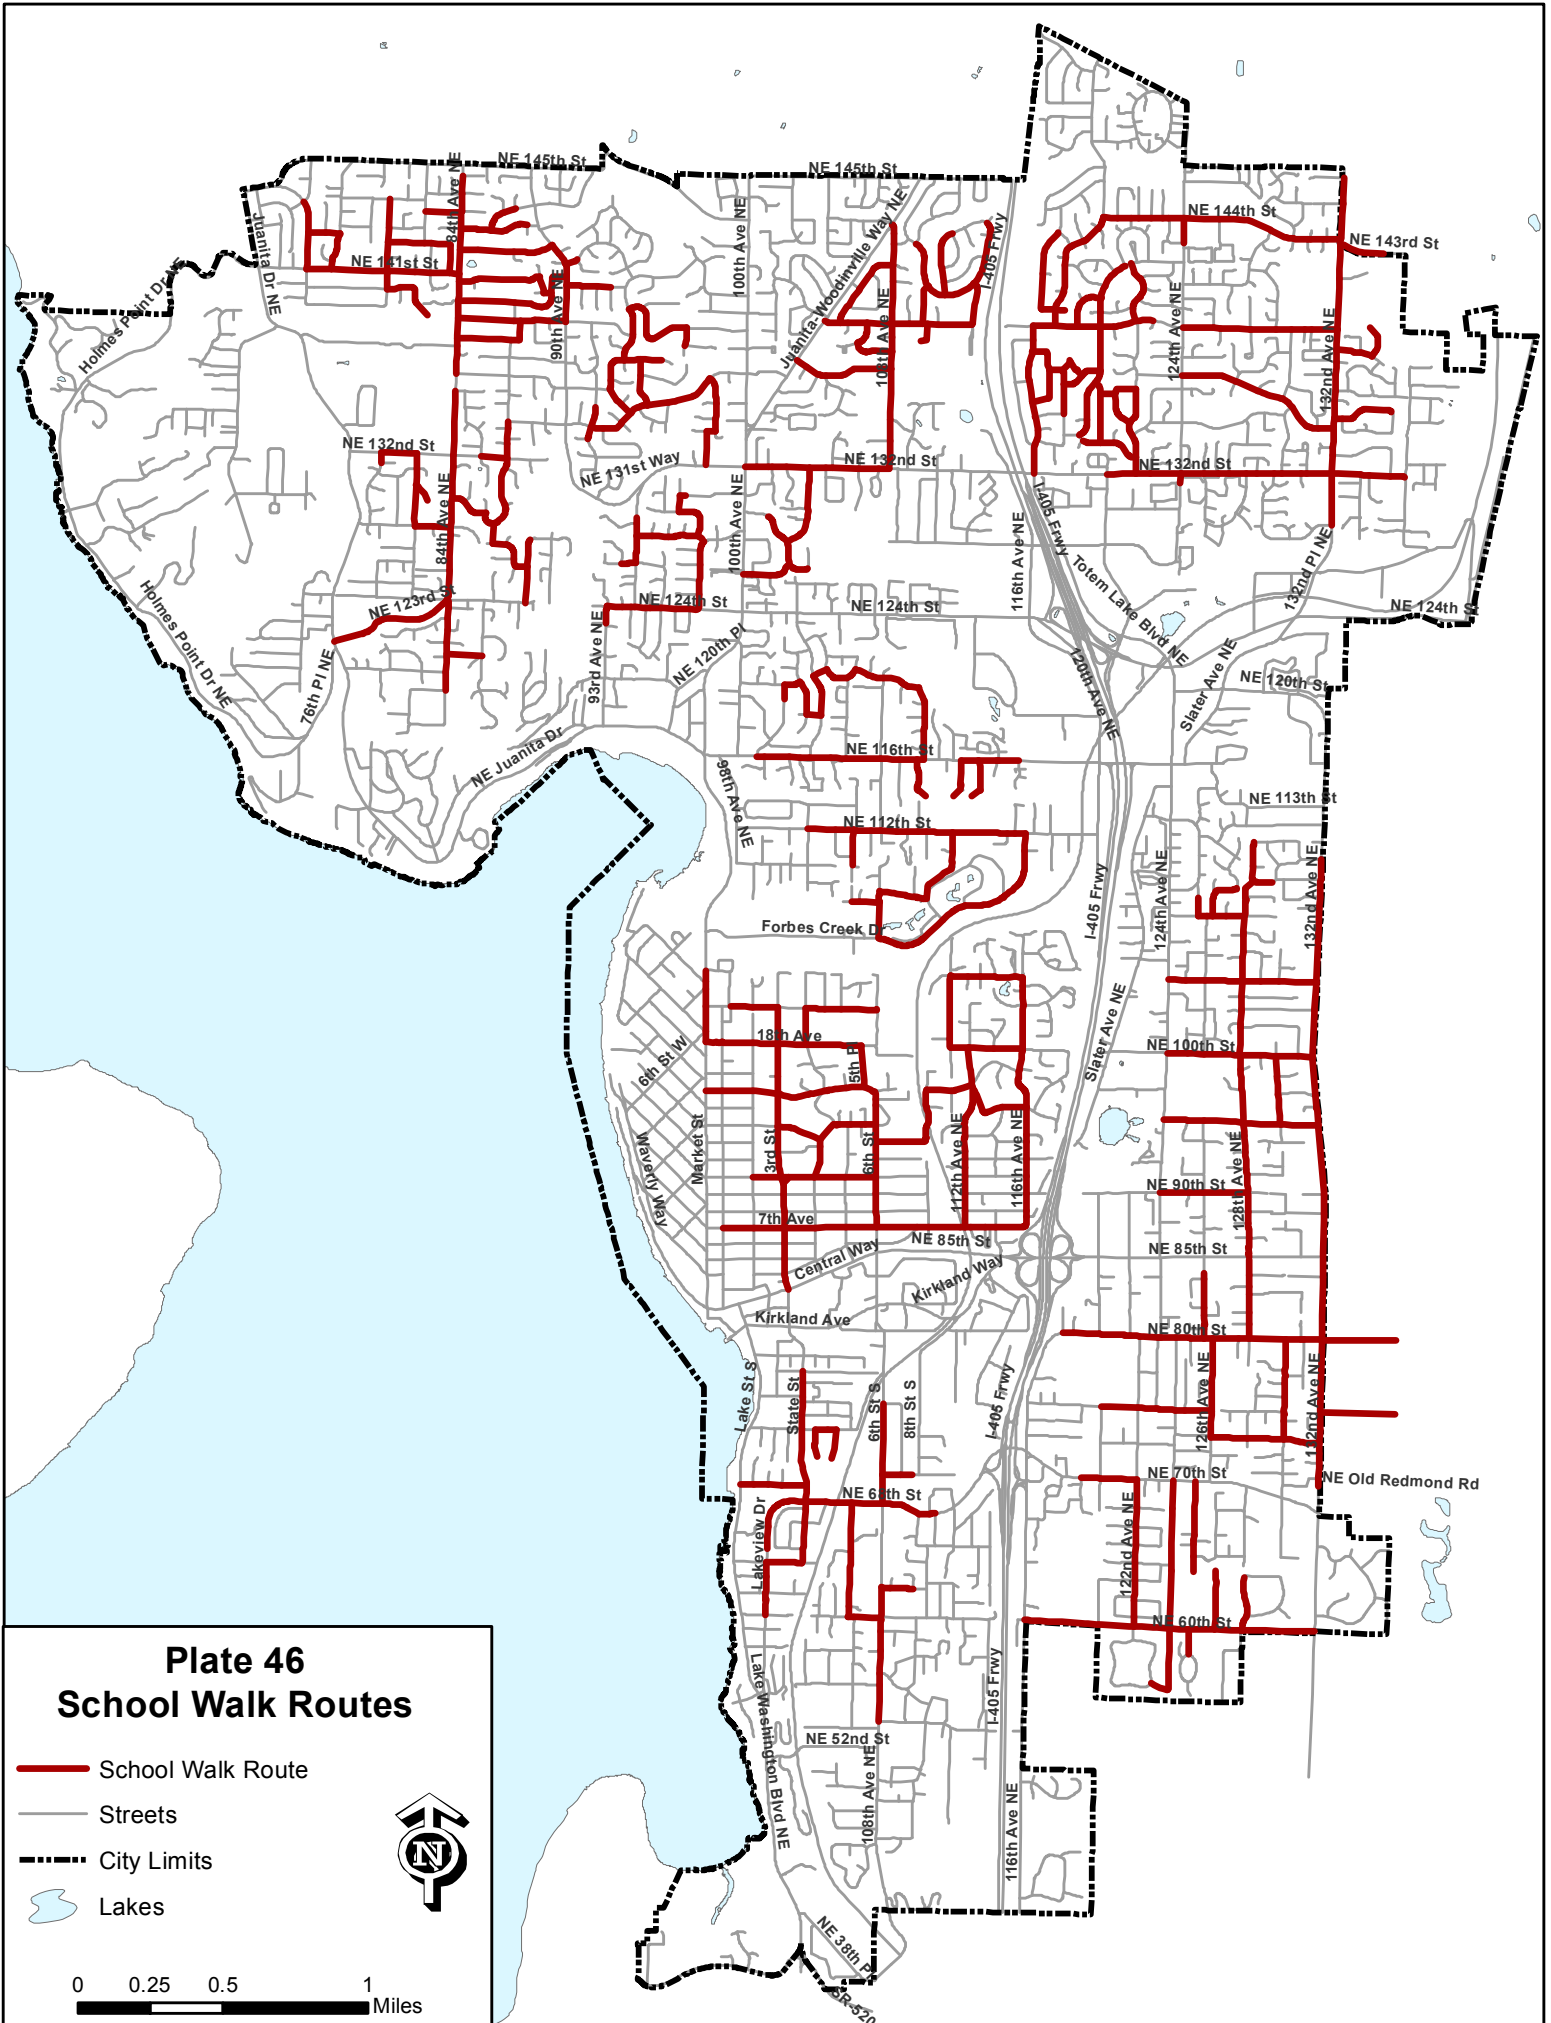 NE 145th St
NE 145th St
84th Ave NE
Juanita Dr NE
100th Ave NE
Juanita-Woodinville Way NE
I-405 Frwy
NE 144th St
NE 143rd St
NE 141st St
Holmes Point Dr NE
90th Ave NE
108th Ave NE
124th Ave NE
132nd Ave NE
NE 132nd St
NE 131st Way
NE 132nd St
NE 132nd St
84th Ave NE
100th Ave NE
116th Ave NE
I-405 Frwy
Totem Lake Blvd NE
132nd Pl NE
NE 123rd St
NE 124th St
NE 124th St
NE 124th St
Holmes Point Dr NE
76th Pl NE
93rd Ave NE
NE 120th Pl
120th Ave NE
Slater Ave NE
NE 120th St
NE Juanita Dr
98th Ave NE
NE 116th St
NE 113th St
NE 112th St
124th Ave NE
132nd Ave NE
I-405 Frwy
Forbes Creek Dr
18th Ave
6th St W
5th Pl
Slater Ave NE
NE 100th St
Market St
Waverly Way
3rd St
6th St
112th Ave NE
116th Ave NE
128th Ave NE
NE 90th St
7th Ave
NE 85th St
NE 85th St
Central Way
Kirkland Way
Kirkland Ave
NE 80th St
Lake St S
State St
6th St S
8th St S
I-405 Frwy
126th Ave NE
NE 70th St
NE Old Redmond Rd
NE 68th St
Lakeview Dr
122nd Ave NE
NE 60th St
Lake Washington Blvd NE
I-405 Frwy
NE 52nd St
108th Ave NE
116th Ave NE
NE 38th Pl
SR-520
Plate 46
School Walk Routes
School Walk Route
Streets
City Limits
Lakes
N
0 0.25 0.5 1
Miles